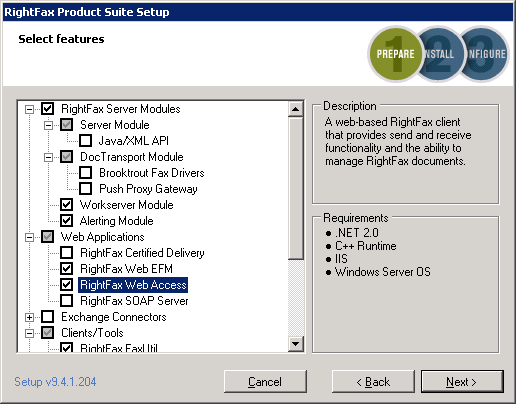 RightFax Product Suite Setup
Select features
1 2 3
PREPARE INSTALL CONFIGURE
RightFax Server Modules
Server Module
Java/XML API
DocTransport Module
Brooktrout Fax Drivers
Push Proxy Gateway
Workserver Module
Alerting Module
Web Applications
RightFax Certified Delivery
RightFax Web EFM
RightFax Web Access
RightFax SOAP Server
Exchange Connectors
Clients/Tools
RightFax FaxUtil
Description
A web-based RightFax client
that provides send and receive
functionality and the ability to
manage RightFax documents.
Requirements
● .NET 2.0
● C++ Runtime
● IIS
● Windows Server OS
Setup v9.4.1.204
Cancel
< Back
Next >